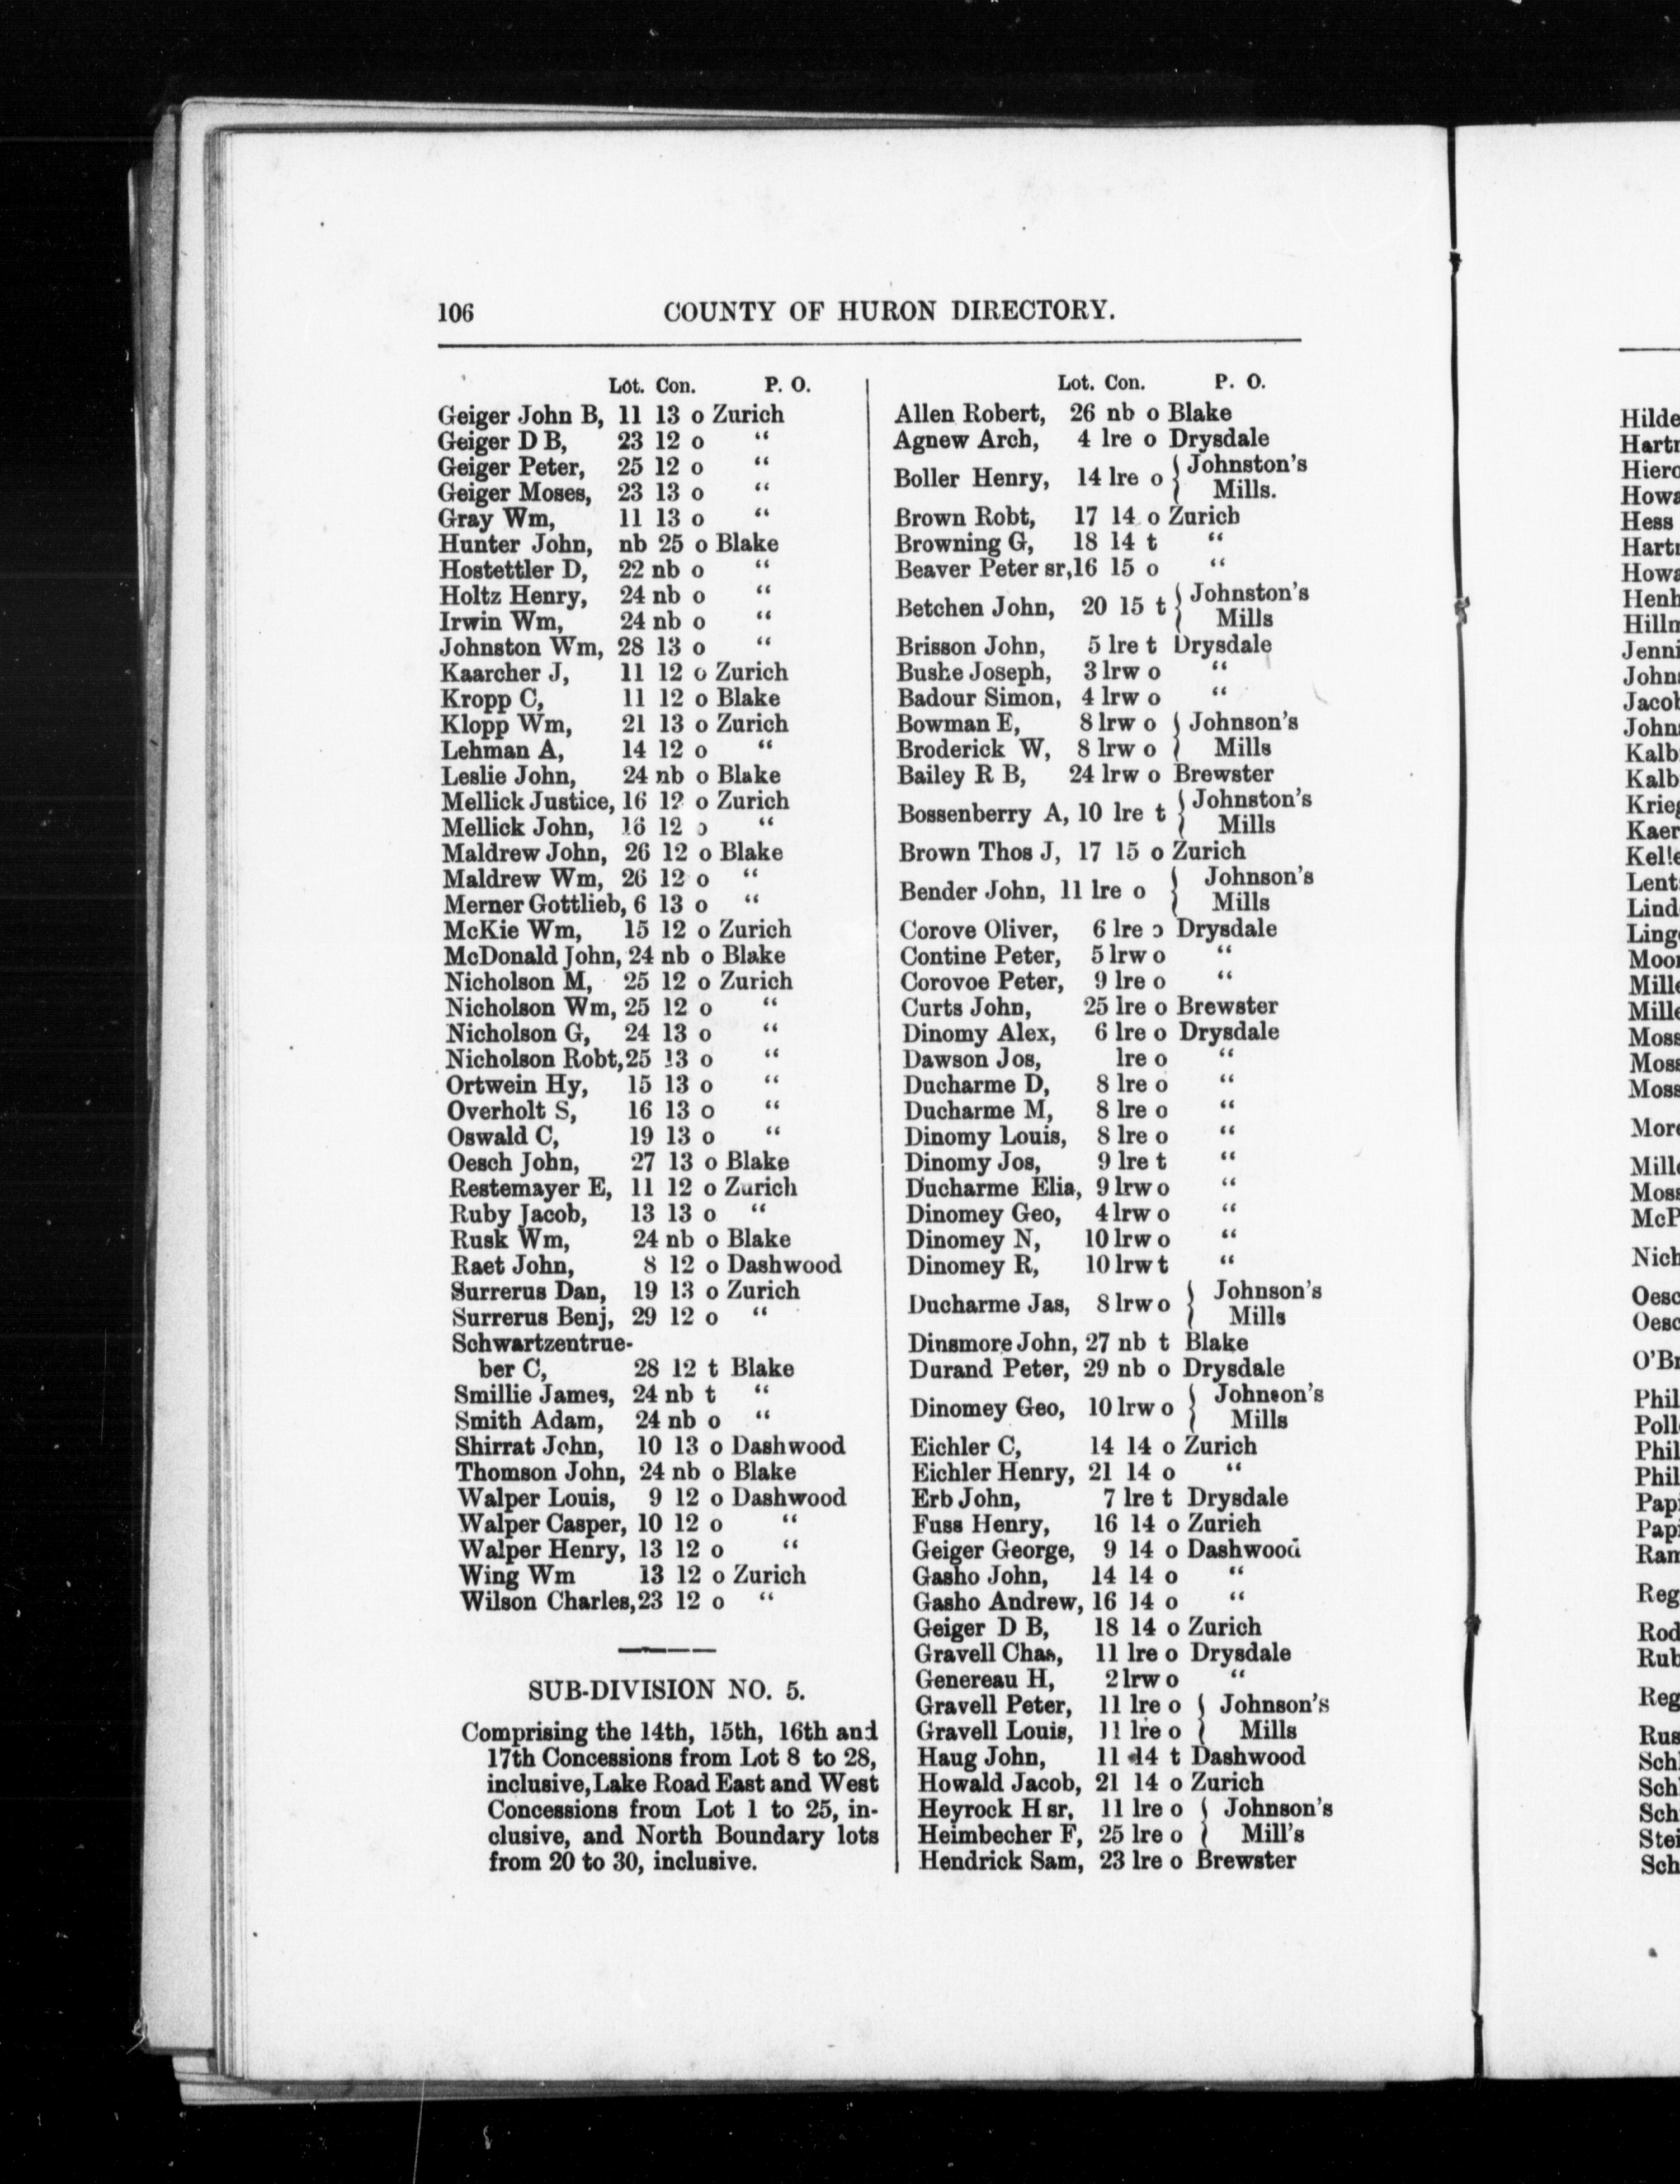 106 COUNTY OF HURON DIRECTORY.
Lot. Con. P. O.
Geiger John B, 11 13 o Zurich
Geiger D B, 23 12 o “
Geiger Peter, 25 12 o “
Geiger Moses, 23 13 o “
Gray Wm, 11 13 o “
Hunter John, nb 25 o Blake
Hostettler D, 22 nb o “
Holtz Henry, 24 nb o “
Irwin Wm, 24 nb o “
Johnston Wm, 28 13 o “
Kaarcher J, 11 12 o Zurich
Kropp C, 11 12 o Blake
Klopp Wm, 21 13 o Zurich
Lehman A, 14 12 o “
Leslie John, 24 nb o Blake
Mellick Justice, 16 12 o Zurich
Mellick John, 16 12 o “
Maldrew John, 26 12 o Blake
Maldrew Wm, 26 12 o “
Merner Gottlieb, 6 13 o “
McKie Wm, 15 12 o Zurich
McDonald John, 24 nb o Blake
Nicholson M, 25 12 o Zurich
Nicholson Wm, 25 12 o “
Nicholson G, 24 13 o “
Nicholson Robt, 25 13 o “
Ortwein Hy, 15 13 o “
Overholt S, 16 13 o “
Oswald C, 19 13 o “
Oesch John, 27 13 o Blake
Restemayer E, 11 12 o Zurich
Ruby Jacob, 13 13 o “
Rusk Wm, 24 nb o Blake
Raet John, 8 12 o Dashwood
Surrerus Dan, 19 13 o Zurich
Surrerus Benj, 29 12 o “
Schwartzentrue-
ber C, 28 12 t Blake
Smillie James, 24 nb t “
Smith Adam, 24 nb o “
Shirrat John, 10 13 o Dashwood
Thomson John, 24 nb o Blake
Walper Louis, 9 12 o Dashwood
Walper Casper, 10 12 o “
Walper Henry, 13 12 o “
Wing Wm 13 12 o Zurich
Wilson Charles, 23 12 o “
SUB-DIVISION NO. 5.
Comprising the 14th, 15th, 16th and
17th Concessions from Lot 8 to 28,
inclusive, Lake Road East and West
Concessions from Lot 1 to 25, in-
clusive, and North Boundary lots
from 20 to 30, inclusive.
Lot. Con. P. O.
Allen Robert, 26 nb o Blake
Agnew Arch, 4 lre o Drysdale
Boller Henry, 14 lre o { Johnston's
Mills.
Brown Robt, 17 14 o Zurich
Browning G, 18 14 t “
Beaver Peter sr, 16 15 o “
Betchen John, 20 15 t { Johnston's
Mills
Brisson John, 5 lre t Drysdale
Bushe Joseph, 3 lrw o “
Badour Simon, 4 lrw o “
Bowman E, 8 lrw o { Johnson's
Broderick W, 8 lrw o { Mills
Bailey R B, 24 lrw o Brewster
Bossenberry A, 10 lre t { Johnston's
Mills
Brown Thos J, 17 15 o Zurich
Bender John, 11 lre o { Johnson's
Mills
Corove Oliver, 6 lre o Drysdale
Contine Peter, 5 lrw o “
Corovoe Peter, 9 lre o “
Curts John, 25 lre o Brewster
Dinomy Alex, 6 lre o Drysdale
Dawson Jos, lre o “
Ducharme D, 8 lre o “
Ducharme M, 8 lre o “
Dinomy Louis, 8 lre o “
Dinomy Jos, 9 lre t “
Ducharme Elia, 9 lrw o “
Dinomey Geo, 4 lrw o “
Dinomey N, 10 lrw o “
Dinomey R, 10 lrw t “
Ducharme Jas, 8 lrw o { Johnson's
Mills
Dinsmore John, 27 nb t Blake
Durand Peter, 29 nb o Drysdale
Dinomey Geo, 10 lrw o { Johnson's
Mills
Eichler C, 14 14 o Zurich
Eichler Henry, 21 14 o “
Erb John, 7 lre t Drysdale
Fuss Henry, 16 14 o Zurich
Geiger George, 9 14 o Dashwood
Gasho John, 14 14 o “
Gasho Andrew, 16 14 o “
Geiger D B, 18 14 o Zurich
Gravell Chas, 11 lre o Drysdale
Genereau H, 2 lrw o “
Gravell Peter, 11 lre o { Johnson's
Gravell Louis, 11 lre o { Mills
Haug John, 11 14 t Dashwood
Howald Jacob, 21 14 o Zurich
Heyrock H sr, 11 lre o { Johnson's
Heimbecher F, 25 lre o { Mill's
Hendrick Sam, 23 lre o Brewster